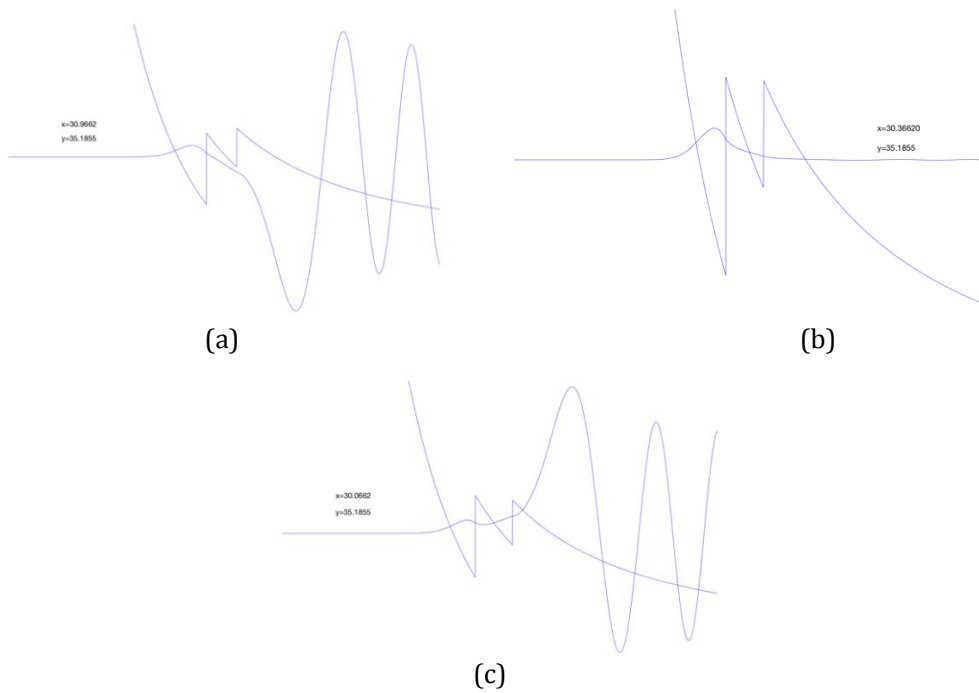 x=30.9662
y=35.1855
(a)
x=30.36620
y=35.1855
(b)
x=30.0662
y=35.1855
(c)